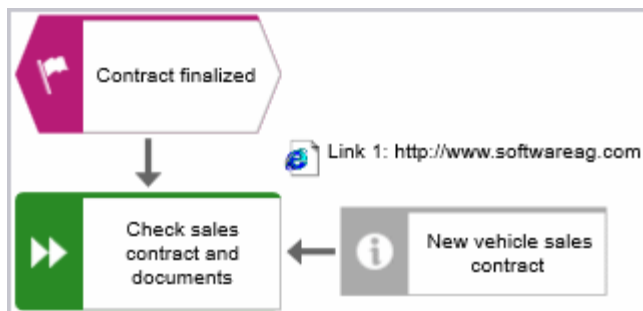 Contract finalized
Link 1: http://www.softwareag.com
Check sales
contract and
documents
New vehicle sales
contract